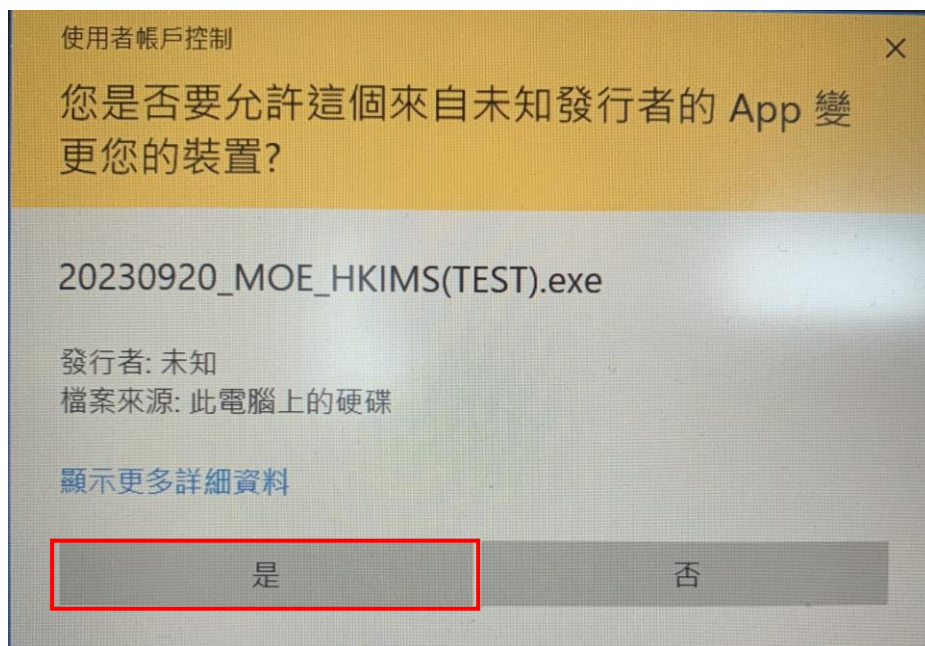 使用者帳戶控制
您是否要允許這個來自未知發行者的 App 變
更您的裝置?
20230920_MOE_HKIMS(TEST).exe
發行者: 未知
檔案來源: 此電腦上的硬碟
顯示更多詳細資料
是
否